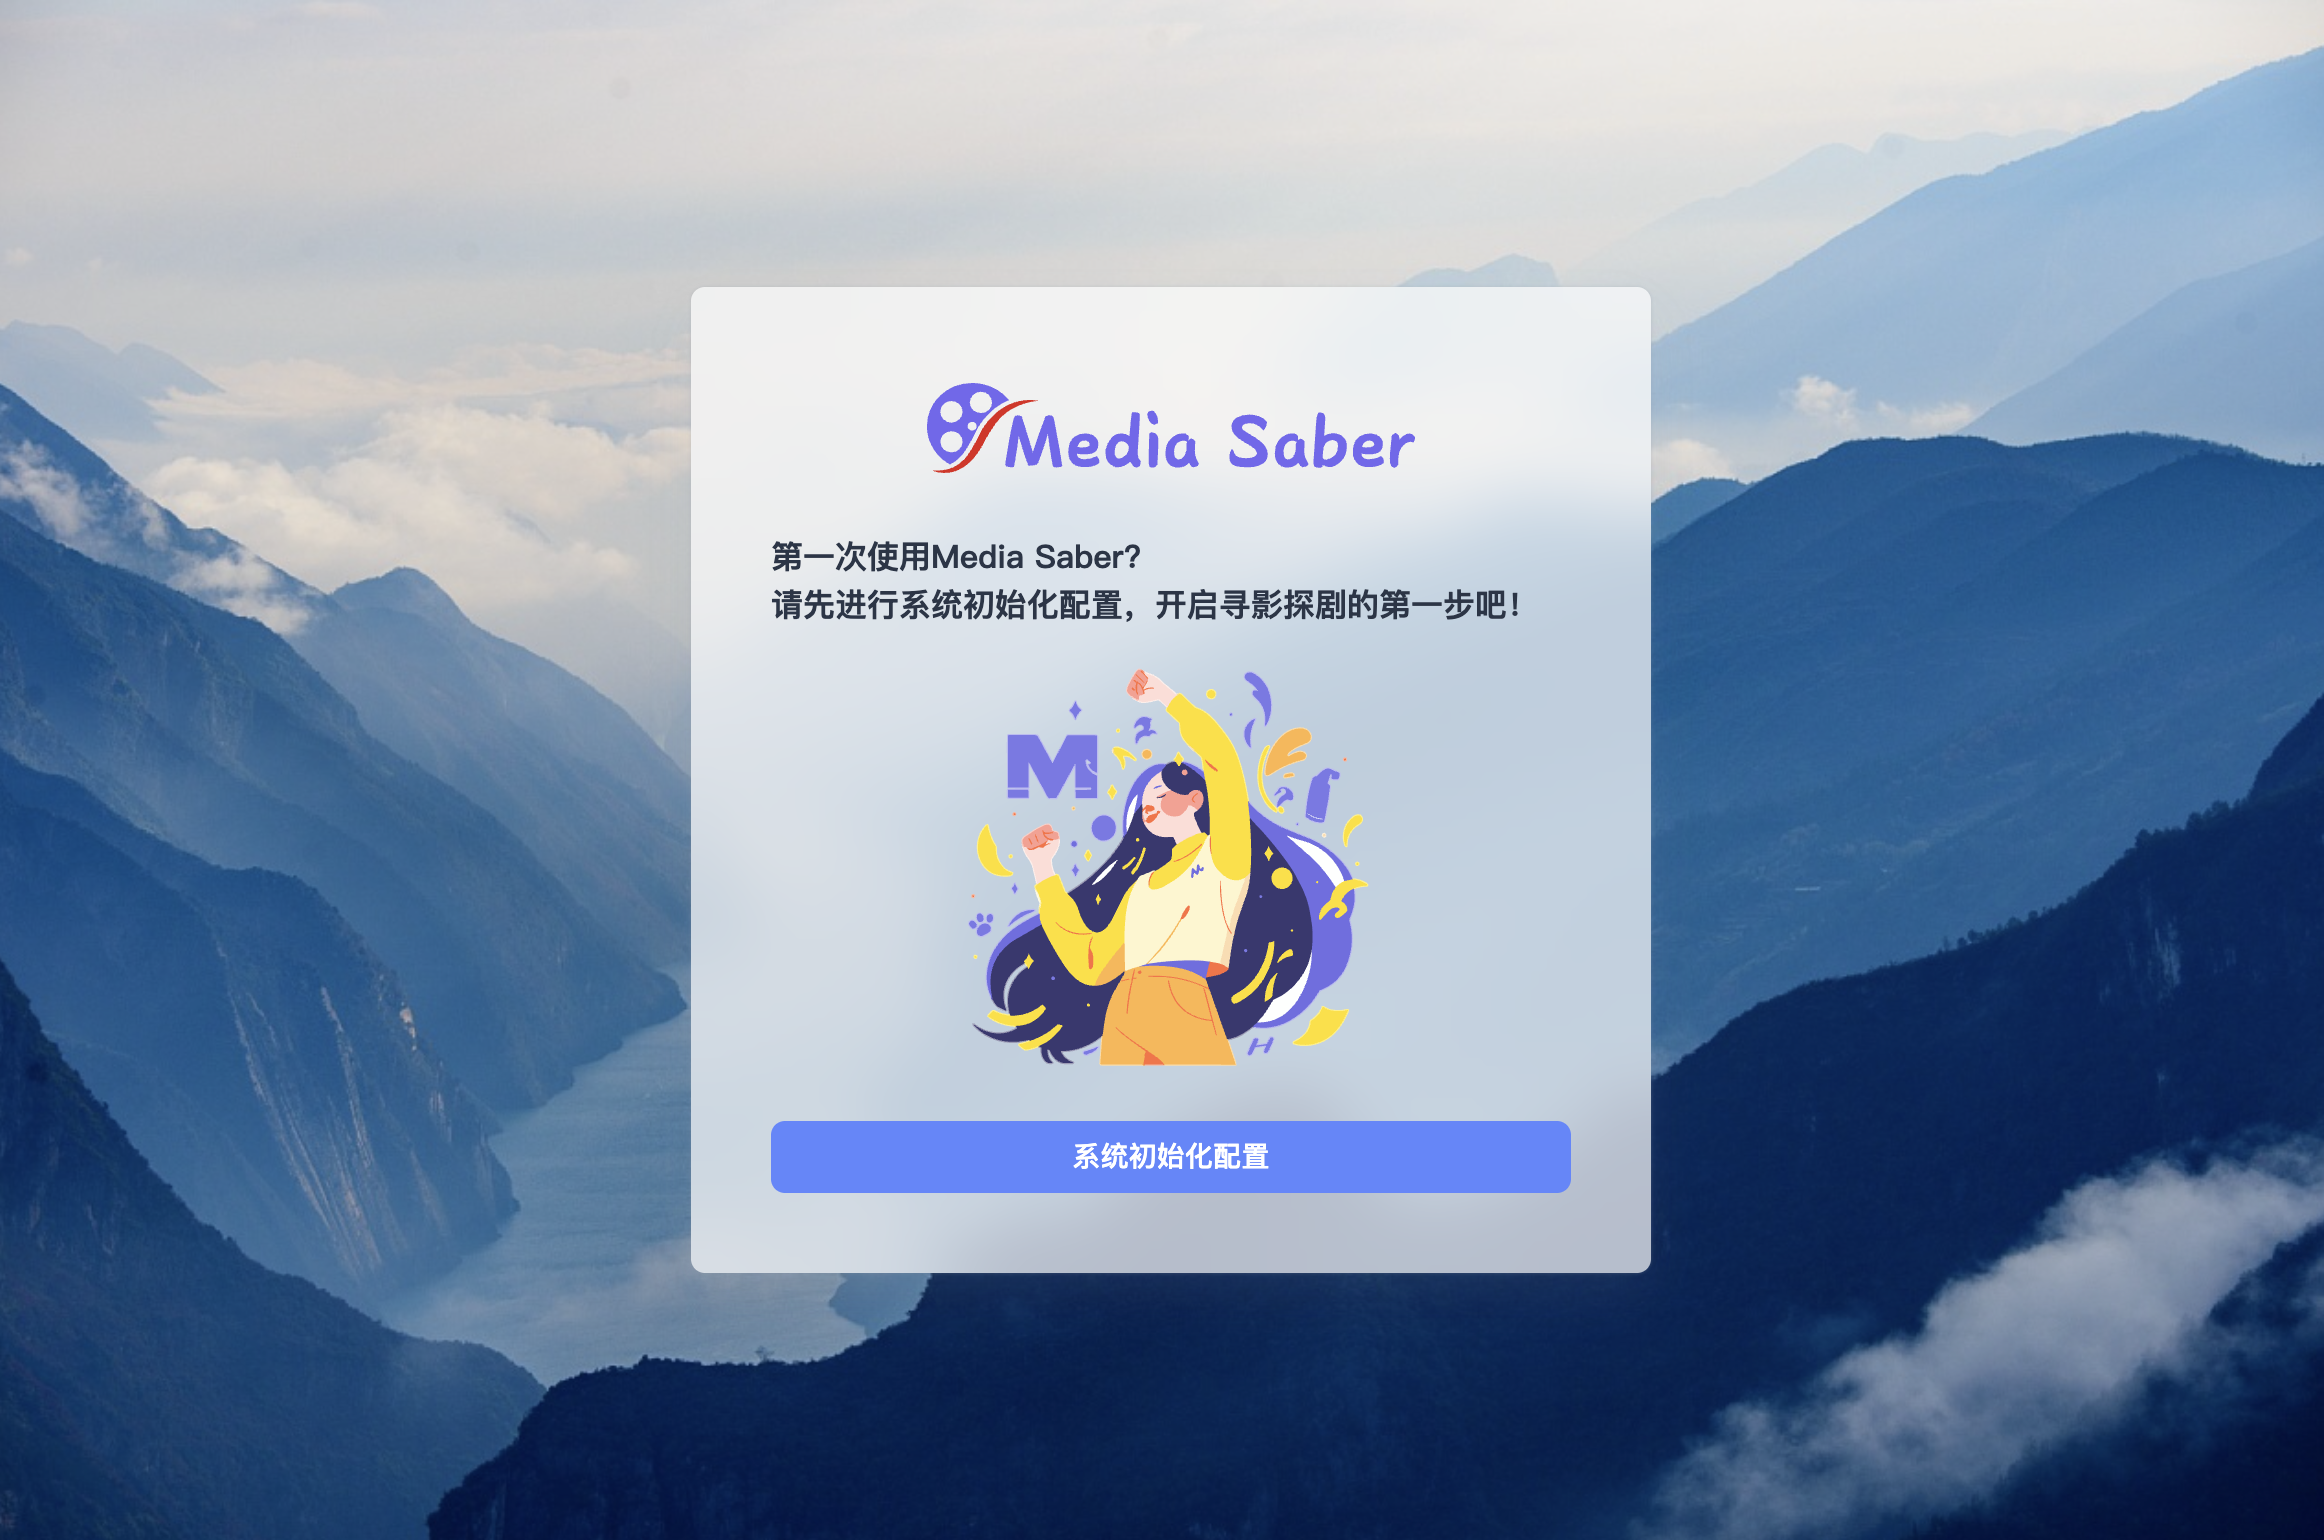 Media Saber
第一次使用Media Saber?
请先进行系统初始化配置，开启寻影探剧的第一步吧！
M
系统初始化配置